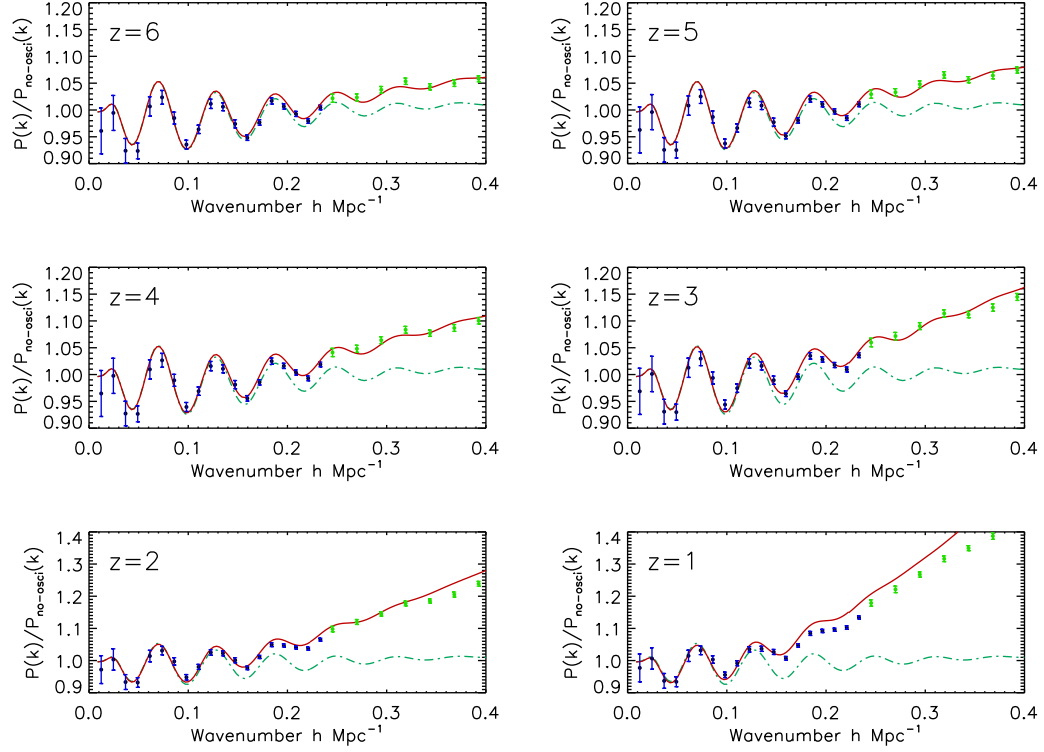 1.20
1.15
1.10
1.05
1.00
0.95
0.90
P(k)/Pno-osci(k)
z=6
0.0 0.1 0.2 0.3 0.4
Wavenumber h Mpc−1
1.20
1.15
1.10
1.05
1.00
0.95
0.90
P(k)/Pno-osci(k)
z=5
0.0 0.1 0.2 0.3 0.4
Wavenumber h Mpc−1
1.20
1.15
1.10
1.05
1.00
0.95
0.90
P(k)/Pno-osci(k)
z=4
0.0 0.1 0.2 0.3 0.4
Wavenumber h Mpc−1
1.20
1.15
1.10
1.05
1.00
0.95
0.90
P(k)/Pno-osci(k)
z=3
0.0 0.1 0.2 0.3 0.4
Wavenumber h Mpc−1
1.4
1.3
1.2
1.1
1.0
0.9
P(k)/Pno-osci(k)
z=2
0.0 0.1 0.2 0.3 0.4
Wavenumber h Mpc−1
1.4
1.3
1.2
1.1
1.0
0.9
P(k)/Pno-osci(k)
z=1
0.0 0.1 0.2 0.3 0.4
Wavenumber h Mpc−1